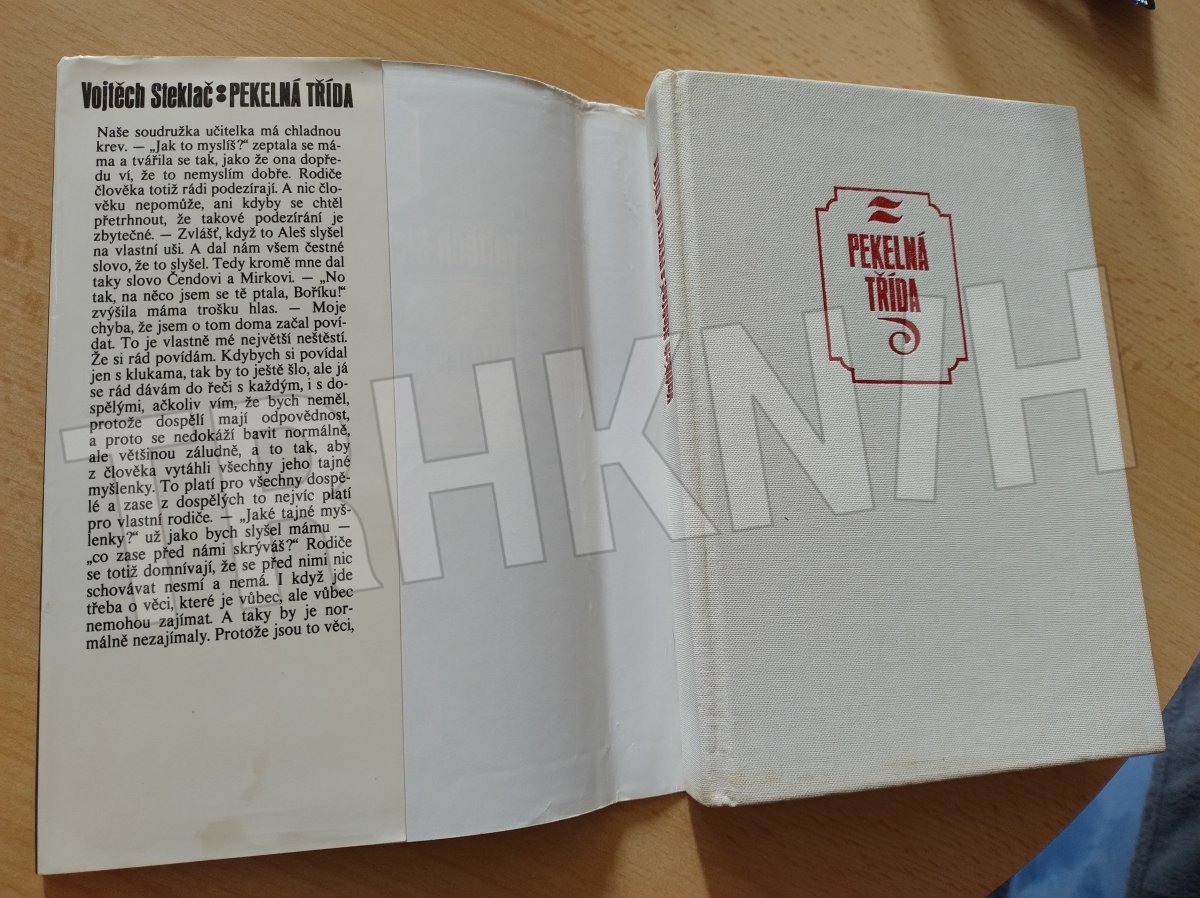 Vojtěch Steklač: PEKELNÁ TŘÍDA
Naše soudružka učitelka má chladnou
krev. — „Jak to myslíš?“ zeptala se má-
ma a tvářila se tak, jako že ona dopře-
du ví, že to nemyslím dobře. Rodiče
člověka totiž rádi podezírají. A nic člo-
věku nepomůže, ani kdyby se chtěl
přetrhnout, že takové podezírání je
zbytečné. — Zvlášť, když to Aleš slyšel
na vlastní uši. A dal nám všem čestné
slovo, že to slyšel. Tedy kromě mne dal
taky slovo Čendovi a Mirkovi. — „No
tak, na něco jsem se tě ptala, Boříku!“
zvýšila máma trošku hlas. — Moje
chyba, že jsem o tom doma začal poví-
dat. To je vlastně mé největší neštěstí.
Že si rád povídám. Kdybych si povídal
jen s klukama, tak by to ještě šlo, ale já
se rád dávám do řeči s každým, i s do-
spělými, ačkoliv vím, že bych neměl,
protože dospělí mají odpovědnost,
a proto se nedokáží bavit normálně,
ale většinou záludně, a to tak, aby
z člověka vytáhli všechny jeho tajné
myšlenky. To platí pro všechny dospě-
lé a zase z dospělých to nejvíc platí
pro vlastní rodiče. — „Jaké tajné myš-
lenky?“ už jako bych slyšel mámu —
„co zase před námi skrýváš?“ Rodiče
se totiž domnívají, že se před nimi nic
schovávat nesmí a nemá. I když jde
třeba o věci, které je vůbec, ale vůbec
nemohou zajímat. A taky by je nor-
málně nezajímaly. Protože jsou to věci,
PEKELNÁ
TŘÍDA
TRHKNIH